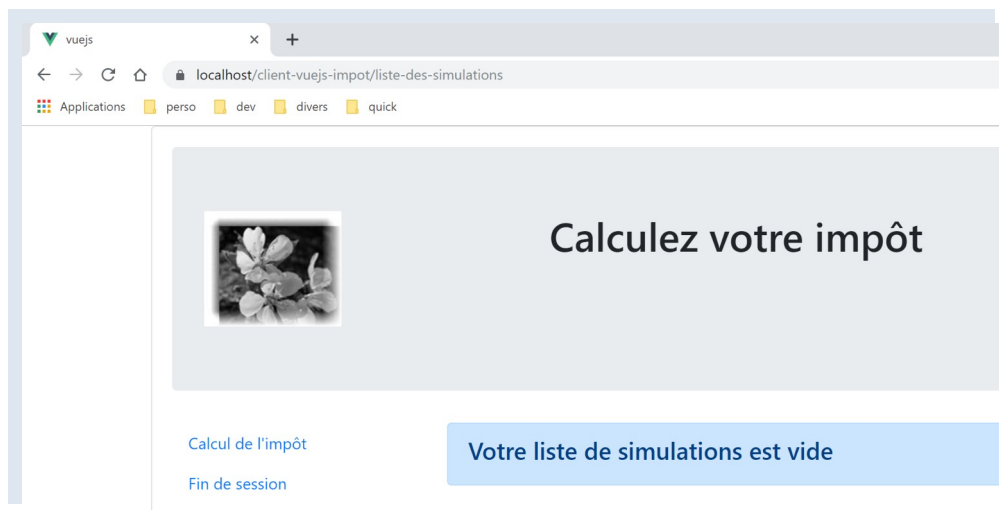 vuejs
localhost/client-vuejs-impot/liste-des-simulations
Applications perso dev divers quick
Calculez votre impôt
Calcul de l'impôt
Votre liste de simulations est vide
Fin de session